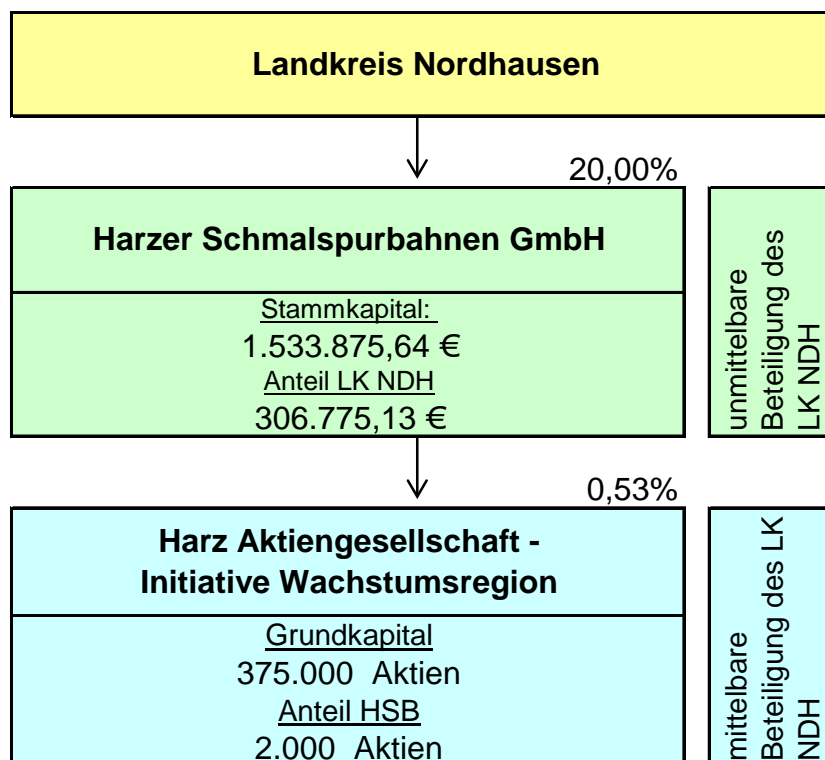 Landkreis Nordhausen
20,00%
Harzer Schmalspurbahnen GmbH
Stammkapital:
1.533.875,64 €
Anteil LK NDH
306.775,13 €
unmittelbare
Beteiligung des
LK NDH
0,53%
Harz Aktiengesellschaft -
Initiative Wachstumsregion
Grundkapital
375.000 Aktien
Anteil HSB
2.000 Aktien
mittelbare
Beteiligung des LK
NDH